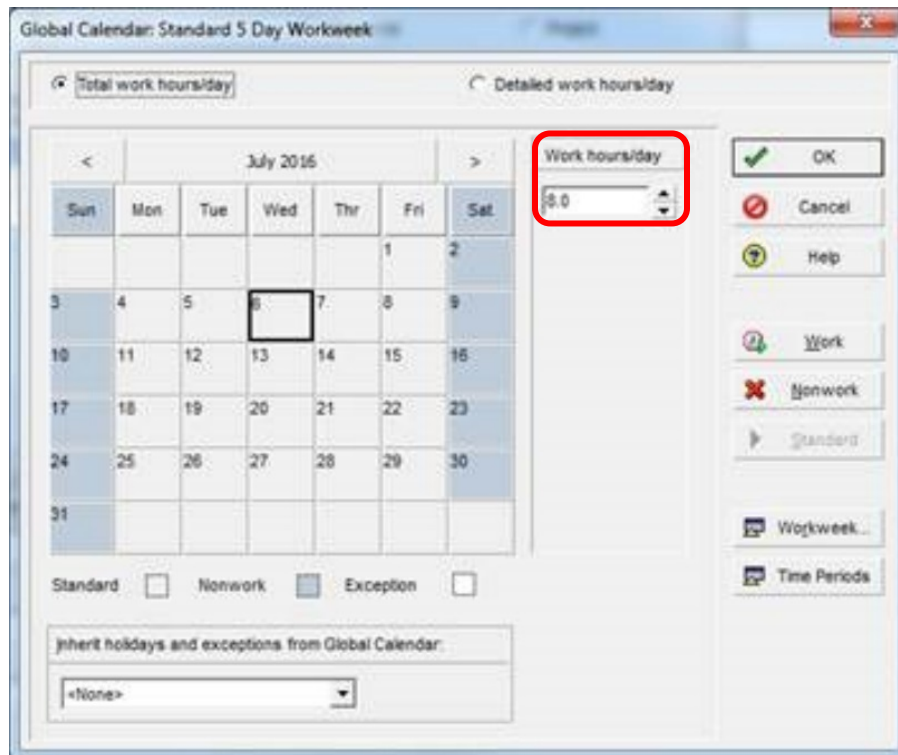 Global Calendar: Standard 5 Day Workweek
Total work hours/day Detailed work hours/day
< July 2016 > Work hours/day
Sun Mon Tue Wed Thr Fri Sat 8.0
1 2
3 4 5 6 7 8 9
10 11 12 13 14 15 16
17 18 19 20 21 22 23
24 25 26 27 28 29 30
31
Standard Nonwork Exception
Inherit holidays and exceptions from Global Calendar:
<None>
OK
Cancel
Help
Work
Nonwork
Standard
Workweek...
Time Periods